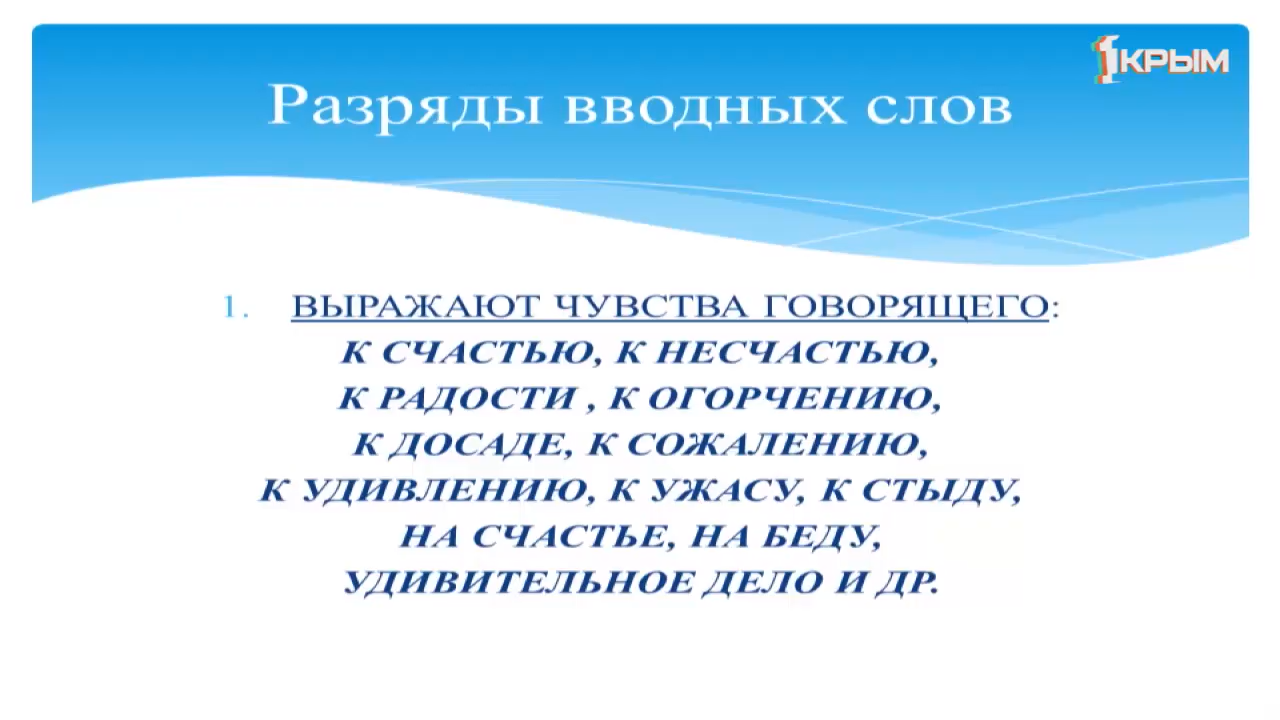 1КРЫМ
Разряды вводных слов
1. ВЫРАЖАЮТ ЧУВСТВА ГОВОРЯЩЕГО:
К СЧАСТЬЮ, К НЕСЧАСТЬЮ,
К РАДОСТИ , К ОГОРЧЕНИЮ,
К ДОСАДЕ, К СОЖАЛЕНИЮ,
К УДИВЛЕНИЮ, К УЖАСУ, К СТЫДУ,
НА СЧАСТЬЕ, НА БЕДУ,
УДИВИТЕЛЬНОЕ ДЕЛО И ДР.